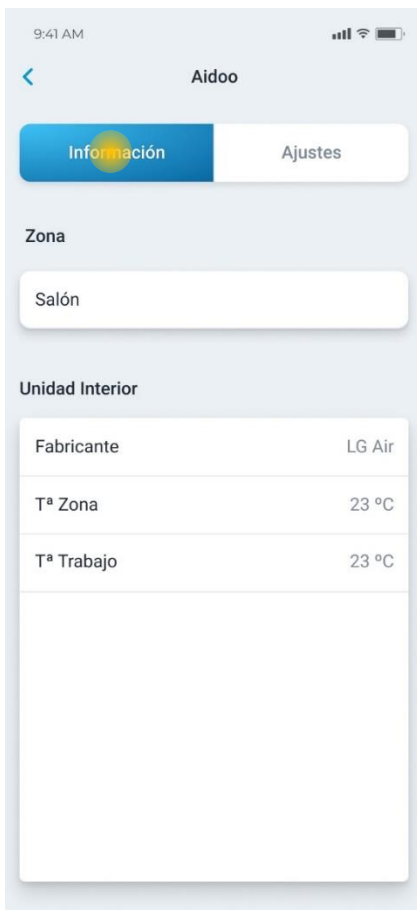 9:41 AM
Aidoo
Información Ajustes
Zona
Salón
Unidad Interior
Fabricante LG Air
Tª Zona 23 ºC
Tª Trabajo 23 ºC